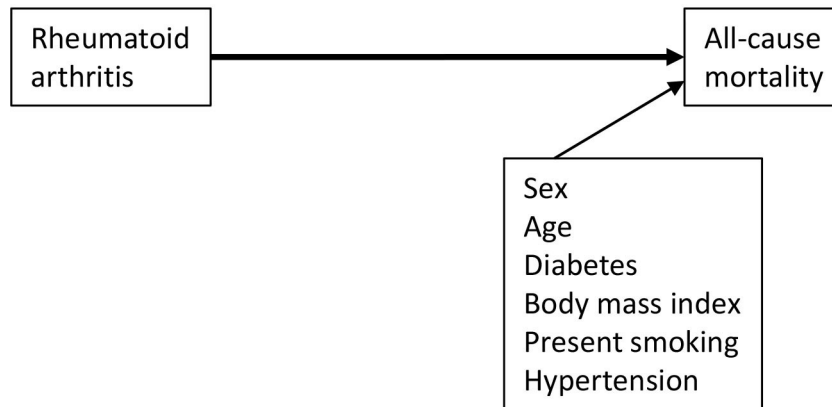 Rheumatoid
arthritis
All-cause
mortality
Sex
Age
Diabetes
Body mass index
Present smoking
Hypertension